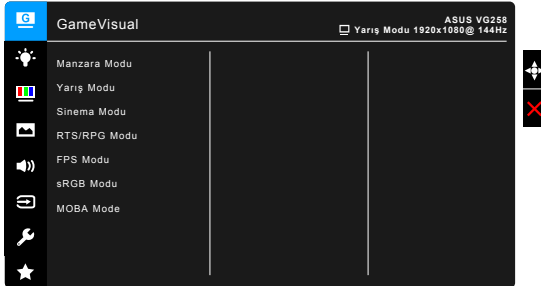 G
GameVisual
ASUS VG258
Yarış Modu 1920x1080@ 144Hz
Manzara Modu
Yarış Modu
Sinema Modu
RTS/RPG Modu
FPS Modu
sRGB Modu
MOBA Mode